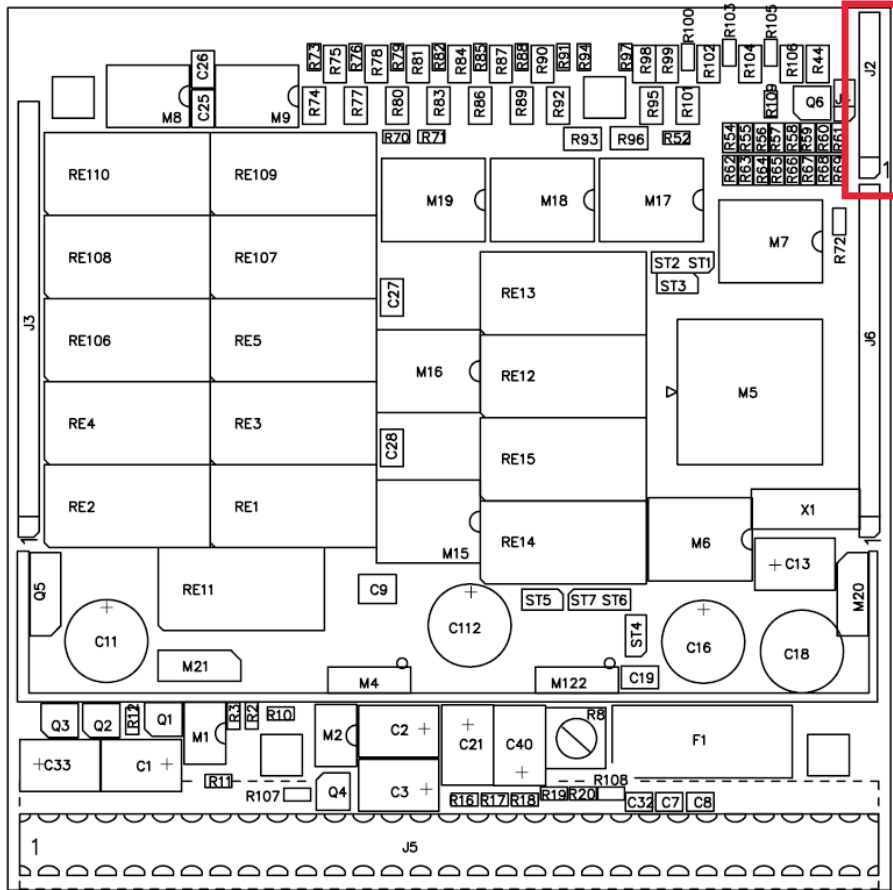 R73 R75 R76 R78 R79 R81 R82 R84 R85 R87 R88 R90 R91 R94 R97 R98 R99 R100 R102 R103 R104 R105 R106 R44 J2
C26
C25
M8 M9
R74 R77 R80 R83 R86 R89 R92 R95 R101 R109 Q6
R70 R71 R93 R96 R52
R54 R55 R56 R57 R58 R59 R60 R61
R62 R63 R64 R65 R66 R67 R68 R69 1
RE110 RE109
M19 M18 M17
M7 R72
RE108 RE107
ST2 ST1
ST3
C27 RE13
J3 J6
RE106 RE5
M16 RE12 M5
RE4 RE3
C28 RE15
RE2 RE1
X1
1 M15 RE14 M6 1
C13
Q5 RE11 C9 M20
ST5 ST7 ST6
C11 C112 ST4 C16 C18
M21
M4 M122 C19
Q3 Q2 R12 Q1 M1 R3 R2 R10 M2 C2 C21 C40 R8 F1
C33 C1
R11 R107 Q4 C3 R108
R16 R17 R18 R19 R20 C32 C7 C8
1 J5